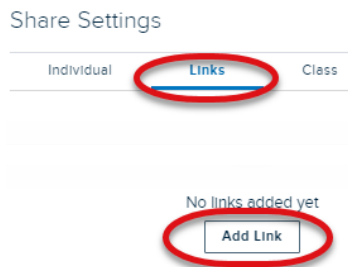 Share Settings
Individual Links Class
No links added yet
Add Link